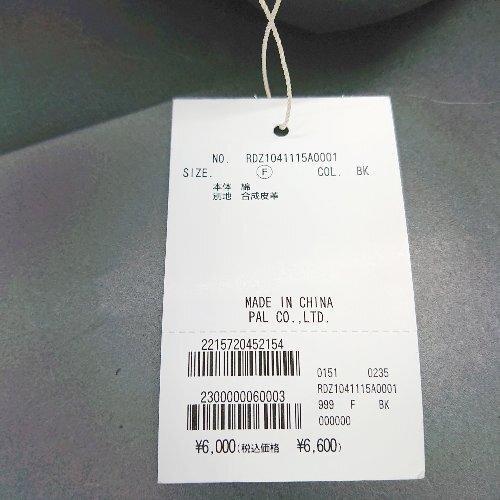 NO. RDZ1041115A0001
SIZE. F COL. BK
本体 綿
別地 合成皮革
MADE IN CHINA
PAL CO.,LTD.
2215720452154
2300000060003
0151 0235
RDZ1041115A0001
999 F BK
000000
¥6,000(税込価格 ¥6,600)